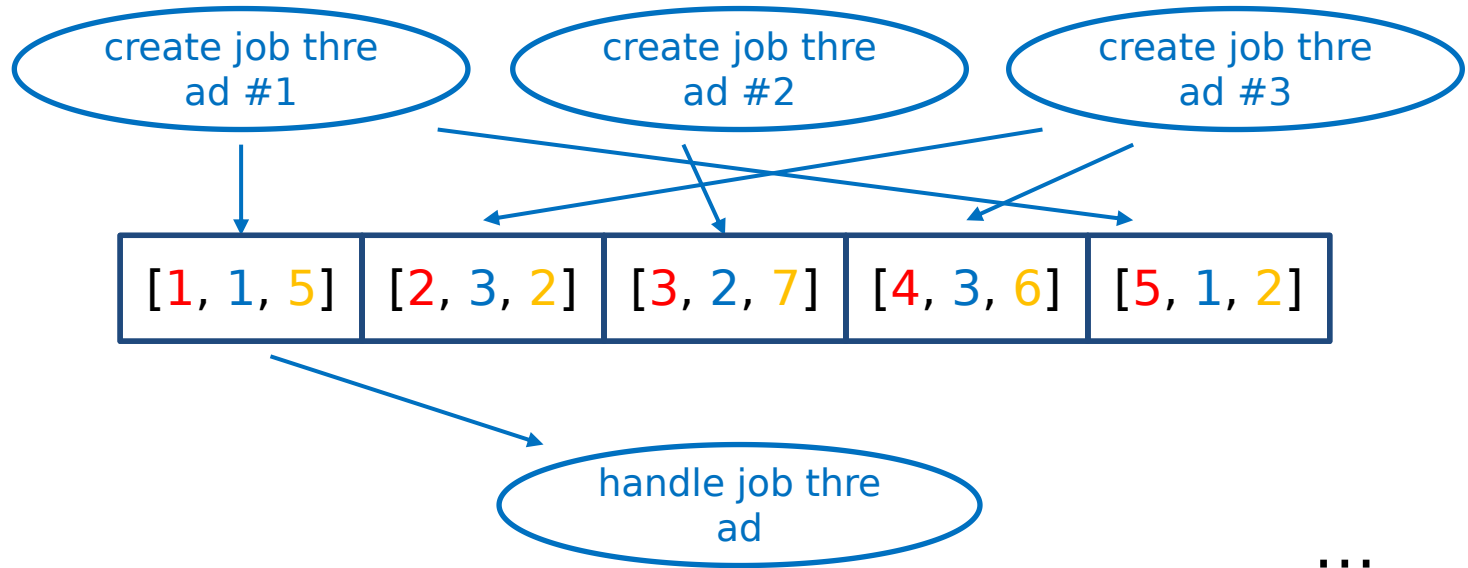 create job thre
ad #1
create job thre
ad #2
create job thre
ad #3
[1, 1, 5] [2, 3, 2] [3, 2, 7] [4, 3, 6] [5, 1, 2]
handle job thre
ad
...